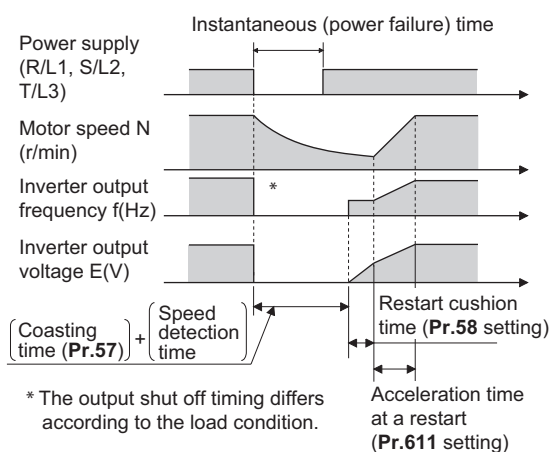 Instantaneous (power failure) time
Power supply
(R/L1, S/L2,
T/L3)
Motor speed N
(r/min)
Inverter output
frequency f(Hz)
*
Inverter output
voltage E(V)
Coasting
time (Pr.57)
+
Speed
detection
time
Restart cushion
time (Pr.58 setting)
* The output shut off timing differs
according to the load condition.
Acceleration time
at a restart
(Pr.611 setting)